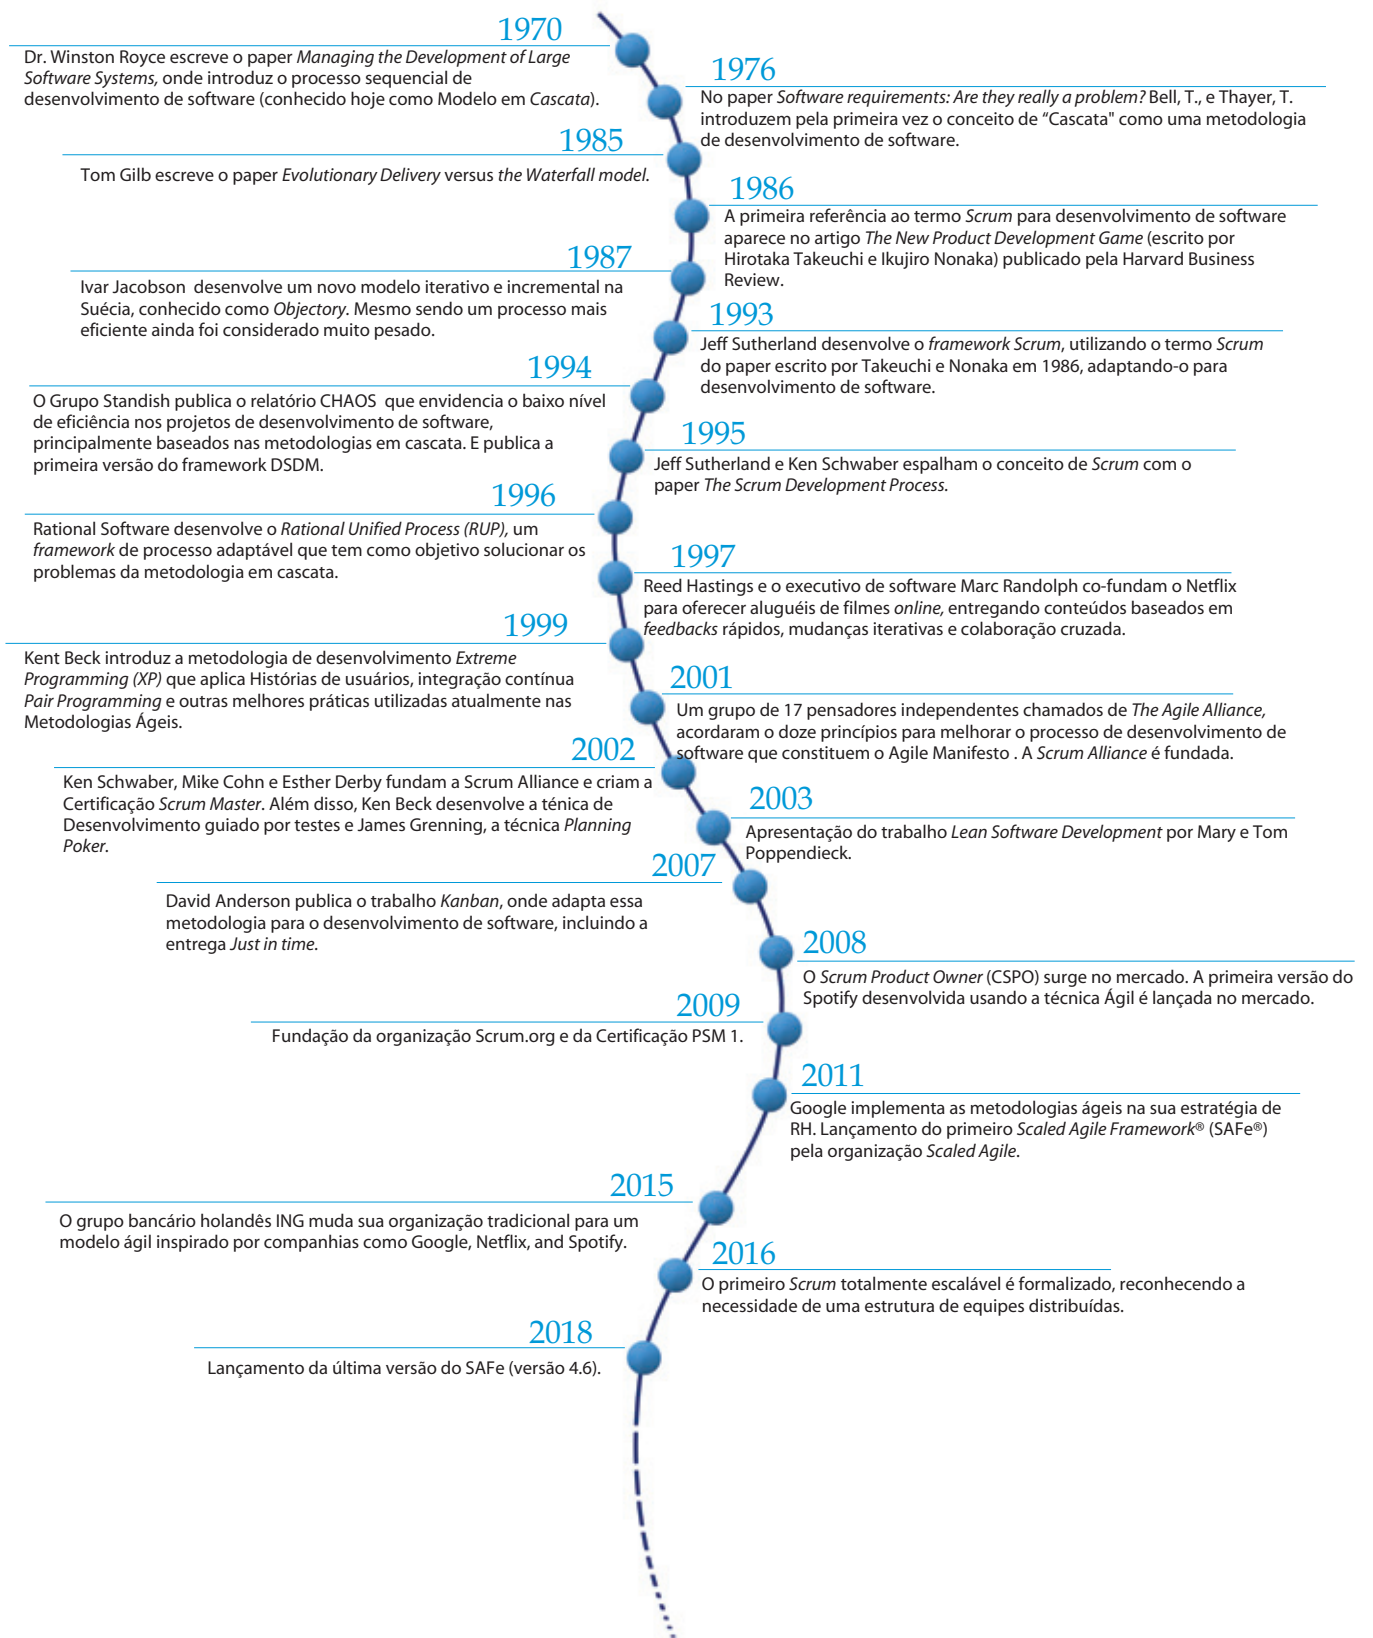 1970
Dr. Winston Royce escreve o paper Managing the Development of Large
Software Systems, onde introduz o processo sequencial de
desenvolvimento de software (conhecido hoje como Modelo em Cascata).
1976
No paper Software requirements: Are they really a problem? Bell, T., e Thayer, T.
introduzem pela primeira vez o conceito de “Cascata" como uma metodologia
de desenvolvimento de software.
1985
Tom Gilb escreve o paper Evolutionary Delivery versus the Waterfall model.
1986
A primeira referência ao termo Scrum para desenvolvimento de software
aparece no artigo The New Product Development Game (escrito por
Hirotaka Takeuchi e Ikujiro Nonaka) publicado pela Harvard Business
Review.
1987
Ivar Jacobson desenvolve um novo modelo iterativo e incremental na
Suécia, conhecido como Objectory. Mesmo sendo um processo mais
eficiente ainda foi considerado muito pesado.
1993
Jeff Sutherland desenvolve o framework Scrum, utilizando o termo Scrum
do paper escrito por Takeuchi e Nonaka em 1986, adaptando-o para
desenvolvimento de software.
1994
O Grupo Standish publica o relatório CHAOS que envidencia o baixo nível
de eficiência nos projetos de desenvolvimento de software,
principalmente baseados nas metodologias em cascata. E publica a
primeira versão do framework DSDM.
1995
Jeff Sutherland e Ken Schwaber espalham o conceito de Scrum com o
paper The Scrum Development Process.
1996
Rational Software desenvolve o Rational Unified Process (RUP), um
framework de processo adaptável que tem como objetivo solucionar os
problemas da metodologia em cascata.
1997
Reed Hastings e o executivo de software Marc Randolph co-fundam o Netflix
para oferecer aluguéis de filmes online, entregando conteúdos baseados em
feedbacks rápidos, mudanças iterativas e colaboração cruzada.
1999
Kent Beck introduz a metodologia de desenvolvimento Extreme
Programming (XP) que aplica Histórias de usuários, integração contínua
Pair Programming e outras melhores práticas utilizadas atualmente nas
Metodologias Ágeis.
2001
Um grupo de 17 pensadores independentes chamados de The Agile Alliance,
acordaram o doze princípios para melhorar o processo de desenvolvimento de
software que constituem o Agile Manifesto . A Scrum Alliance é fundada.
2002
Ken Schwaber, Mike Cohn e Esther Derby fundam a Scrum Alliance e criam a
Certificação Scrum Master. Além disso, Ken Beck desenvolve a ténica de
Desenvolvimento guiado por testes e James Grenning, a técnica Planning
Poker.
2003
Apresentação do trabalho Lean Software Development por Mary e Tom
Poppendieck.
2007
David Anderson publica o trabalho Kanban, onde adapta essa
metodologia para o desenvolvimento de software, incluindo a
entrega Just in time.
2008
O Scrum Product Owner (CSPO) surge no mercado. A primeira versão do
Spotify desenvolvida usando a técnica Ágil é lançada no mercado.
2009
Fundação da organização Scrum.org e da Certificação PSM 1.
2011
Google implementa as metodologias ágeis na sua estratégia de
RH. Lançamento do primeiro Scaled Agile Framework® (SAFe®)
pela organização Scaled Agile.
2015
O grupo bancário holandês ING muda sua organização tradicional para um
modelo ágil inspirado por companhias como Google, Netflix, and Spotify.
2016
O primeiro Scrum totalmente escalável é formalizado, reconhecendo a
necessidade de uma estrutura de equipes distribuídas.
2018
Lançamento da última versão do SAFe (versão 4.6).